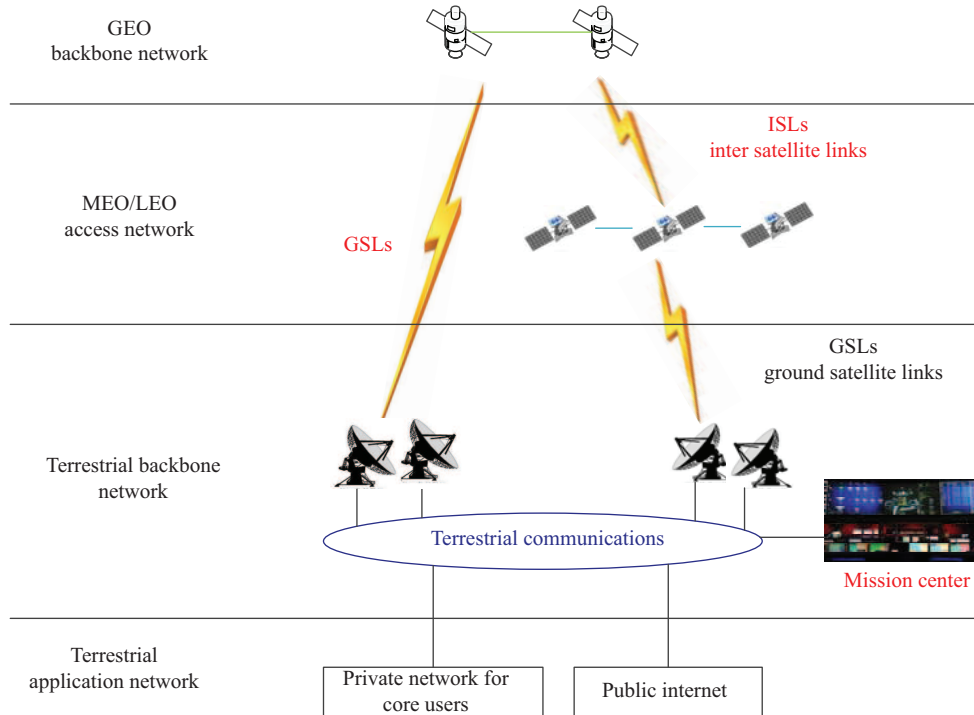 GEO
backbone network
ISLs
inter satellite links
MEO/LEO
access network
GSLs
GSLs
ground satellite links
Terrestrial backbone
network
Terrestrial communications
Mission center
Terrestrial
application network
Private network for
core users
Public internet